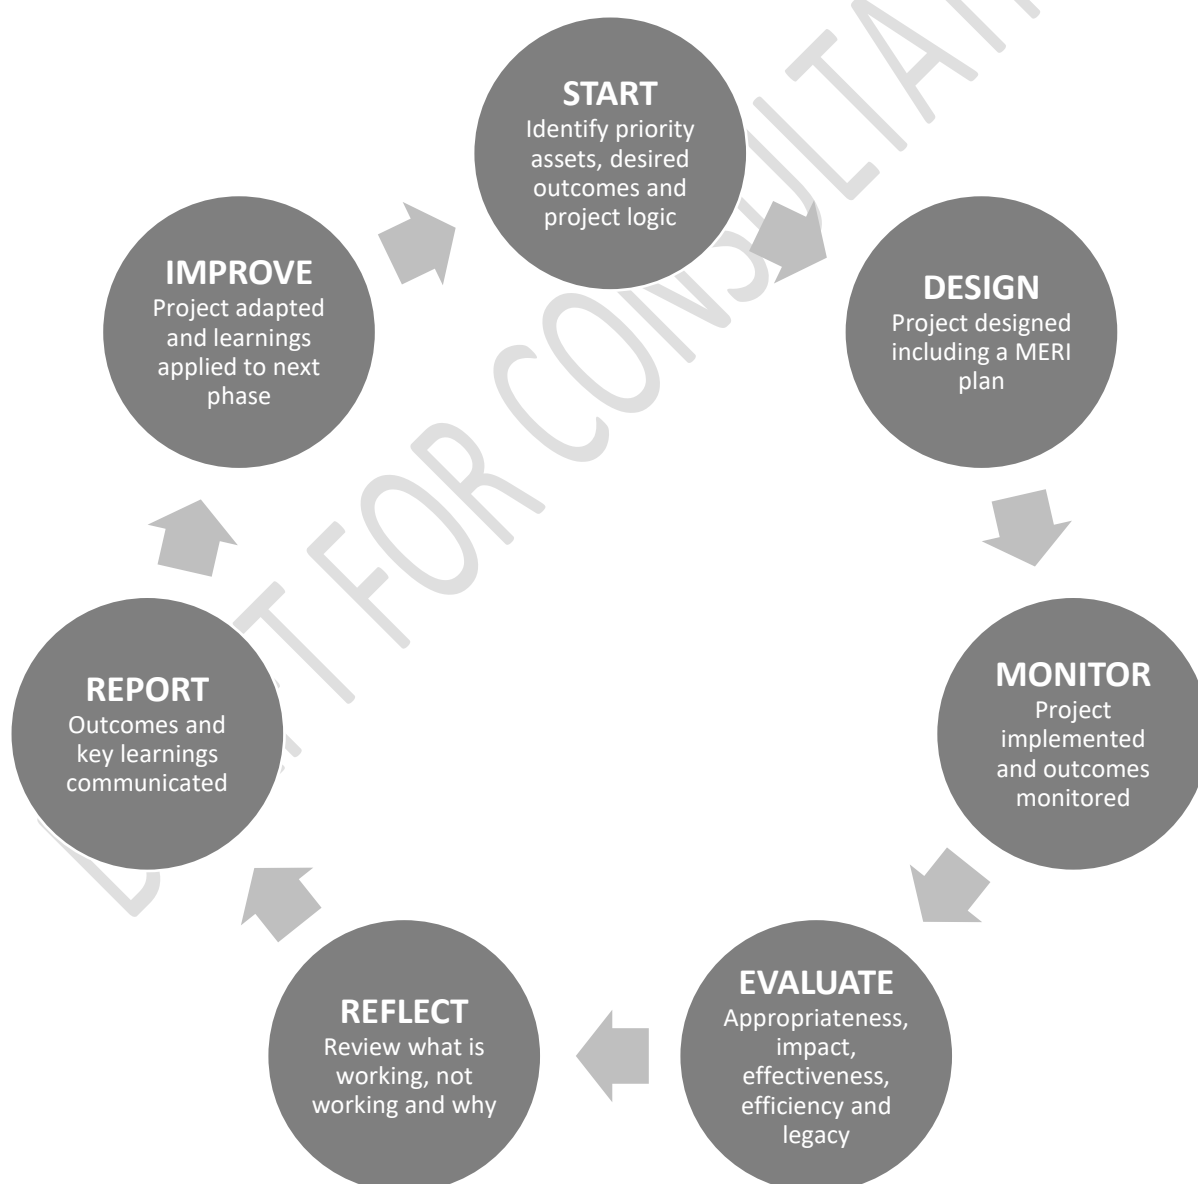 START
Identify priority
assets, desired
outcomes and
project logic
DESIGN
Project designed
including a MERI
plan
MONITOR
Project
implemented
and outcomes
monitored
EVALUATE
Appropriateness,
impact,
effectiveness,
efficiency and
legacy
REFLECT
Review what is
working, not
working and why
REPORT
Outcomes and
key learnings
communicated
IMPROVE
Project adapted
and learnings
applied to next
phase
FOR